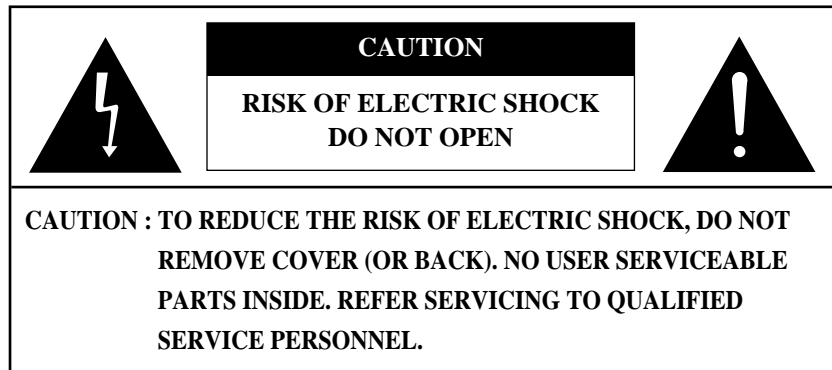 CAUTION
RISK OF ELECTRIC SHOCK
DO NOT OPEN
CAUTION : TO REDUCE THE RISK OF ELECTRIC SHOCK, DO NOT
REMOVE COVER (OR BACK). NO USER SERVICEABLE
PARTS INSIDE. REFER SERVICING TO QUALIFIED
SERVICE PERSONNEL.